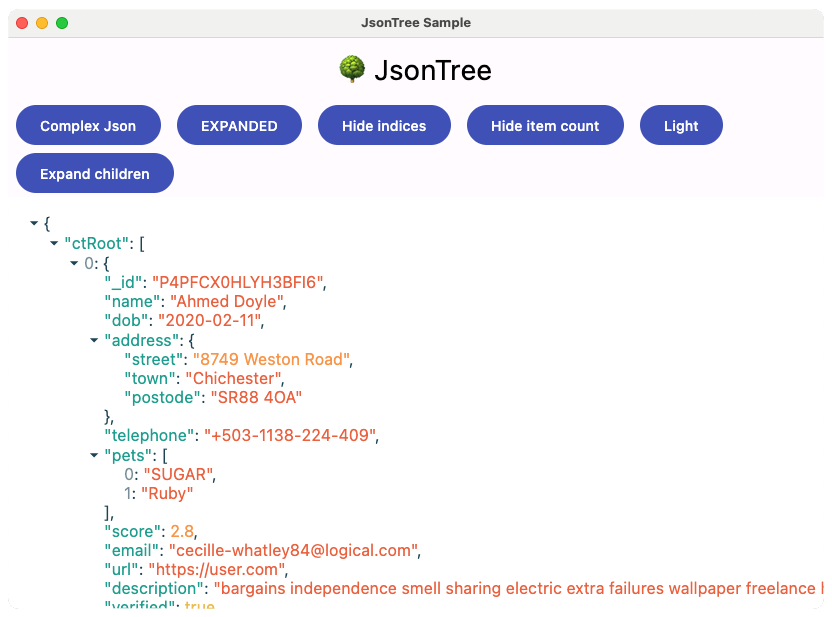 JsonTree Sample
JsonTree
Complex Json EXPANDED Hide indices Hide item count Light
Expand children
{
"ctRoot": [
0: {
"_id": "P4PFCX0HLYH3BFI6",
"name": "Ahmed Doyle",
"dob": "2020-02-11",
"address": {
"street": "8749 Weston Road",
"town": "Chichester",
"postode": "SR88 4OA"
},
"telephone": "+503-1138-224-409",
"pets": [
0: "SUGAR",
1: "Ruby"
],
"score": 2.8,
"email": "cecille-whatley84@logical.com",
"url": "https://user.com",
"description": "bargains independence smell sharing electric extra failures wallpaper freelance
"verified": true,